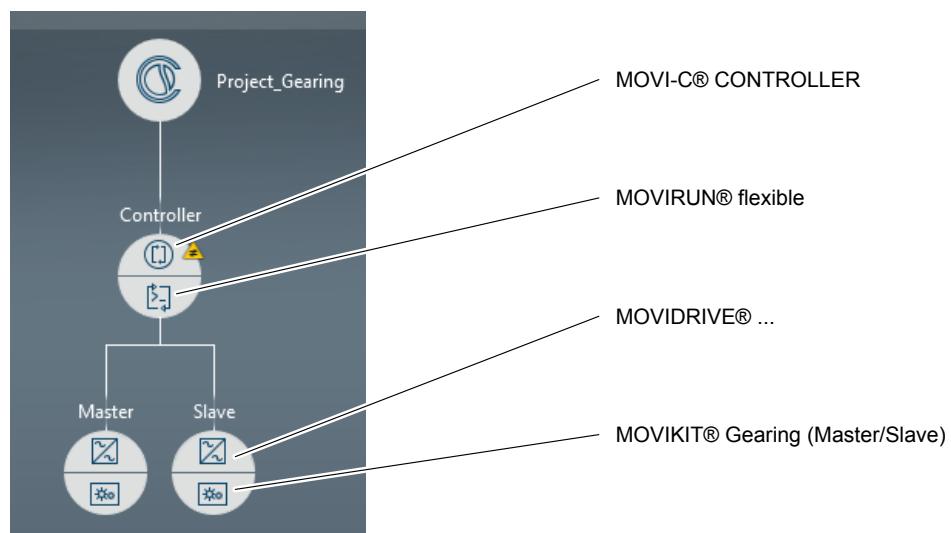 Project_Gearing
MOVI-C® CONTROLLER
MOVIRUN® flexible
Controller
MOVIDRIVE® ...
Master
Slave
MOVIKIT® Gearing (Master/Slave)